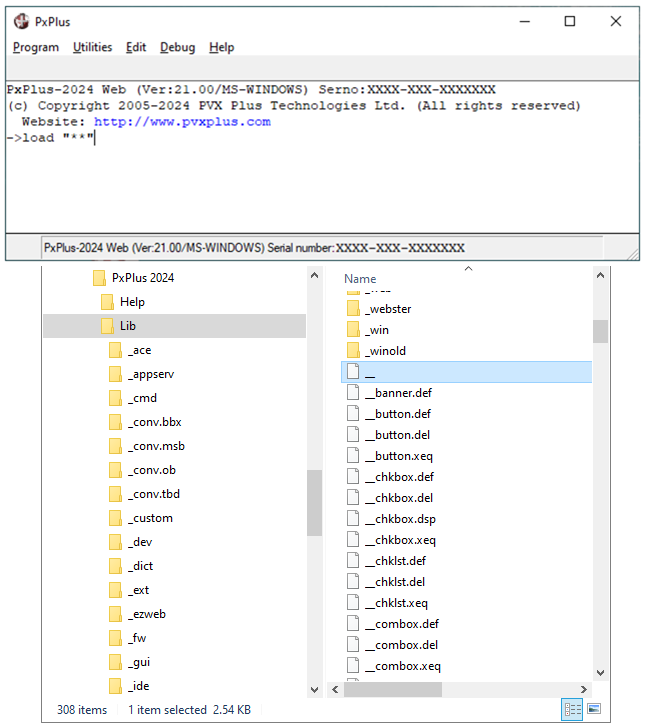 PxPlus
Program Utilities Edit Debug Help
PxPlus-2024 Web (Ver:21.00/MS-WINDOWS) Serno:XXXX-XXX-XXXXXXX
(c) Copyright 2005-2024 PVX Plus Technologies Ltd. (All rights reserved)
Website: http://www.pvxplus.com
->load "**"
PxPlus-2024 Web (Ver:21.00/MS-WINDOWS) Serial number:XXXX-XXX-XXXXXXX
PxPlus 2024
Help
Lib
_ace
_appserv
_cmd
_conv.bbx
_conv.msb
_conv.ob
_conv.tbd
_custom
_dev
_dict
_ext
_ezweb
_fw
_gui
_ide
Name
_web
_webster
_win
_winold
__
__banner.def
__button.def
__button.del
__button.xeq
__chkbox.def
__chkbox.del
__chkbox.dsp
__chkbox.xeq
__chklst.def
__chklst.del
__chklst.xeq
__combox.def
__combox.del
__combox.xeq
308 items 1 item selected 2.54 KB